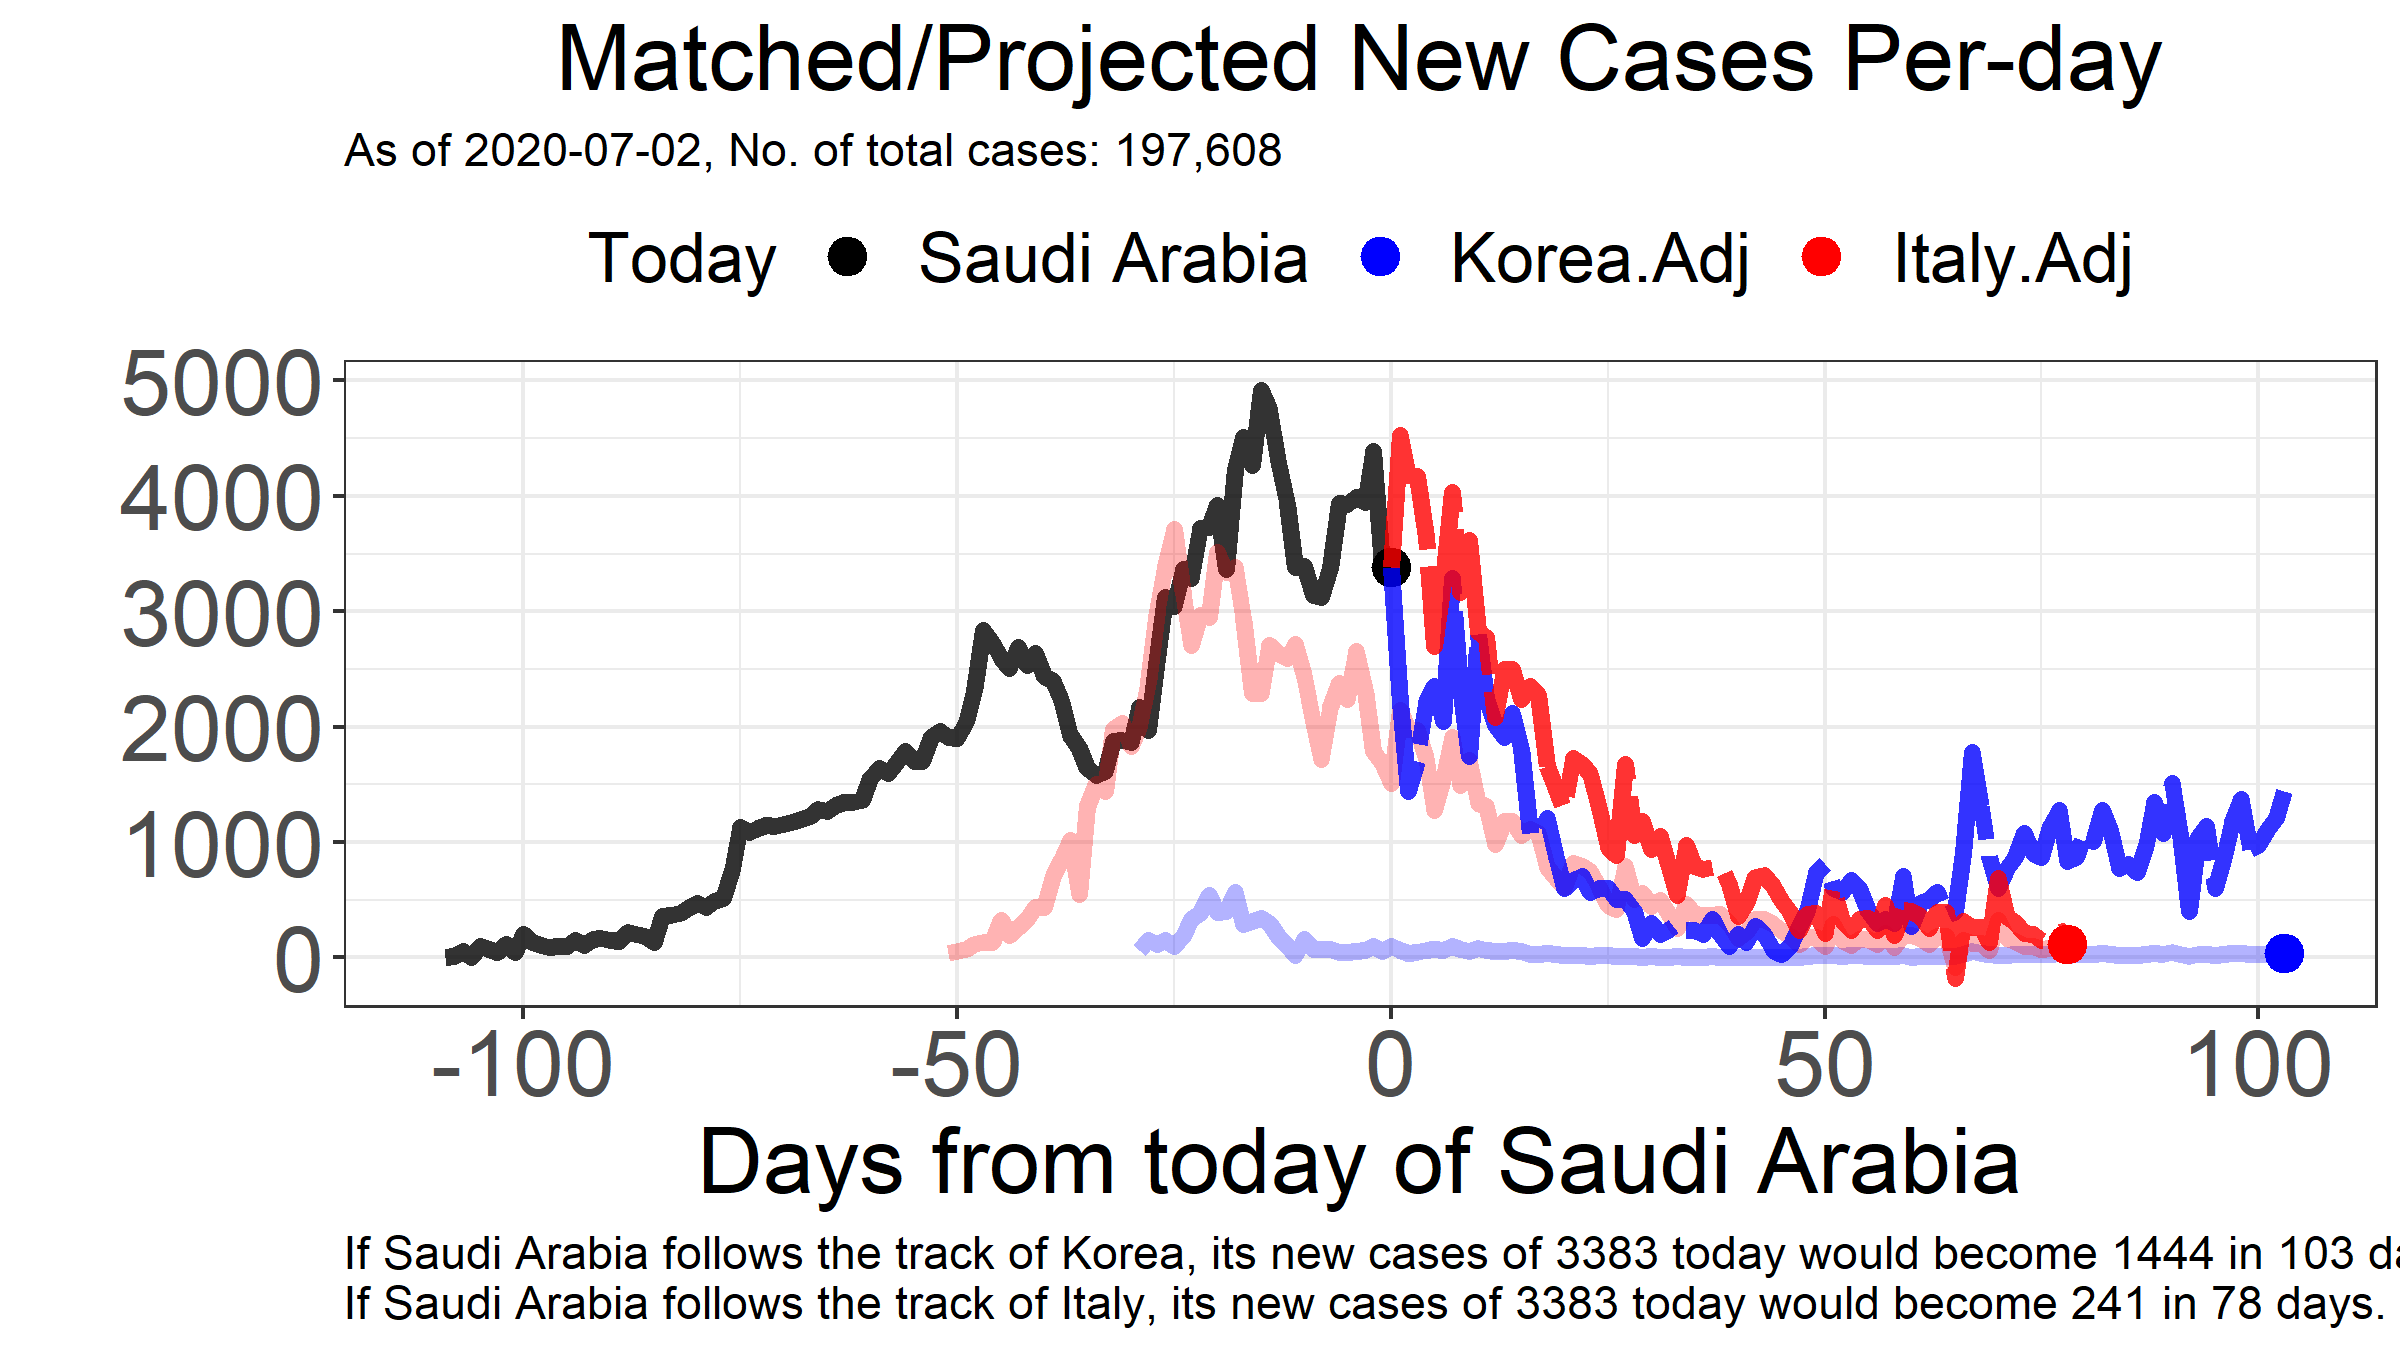 Matched/Projected New Cases Per-day
As of 2020-07-02, No. of total cases: 197,608
Today Saudi Arabia Korea.Adj Italy.Adj
5000
4000
3000
2000
1000
0
-100 -50 0 50 100
Days from today of Saudi Arabia
If Saudi Arabia follows the track of Korea, its new cases of 3383 today would become 1444 in 103 da
If Saudi Arabia follows the track of Italy, its new cases of 3383 today would become 241 in 78 days.